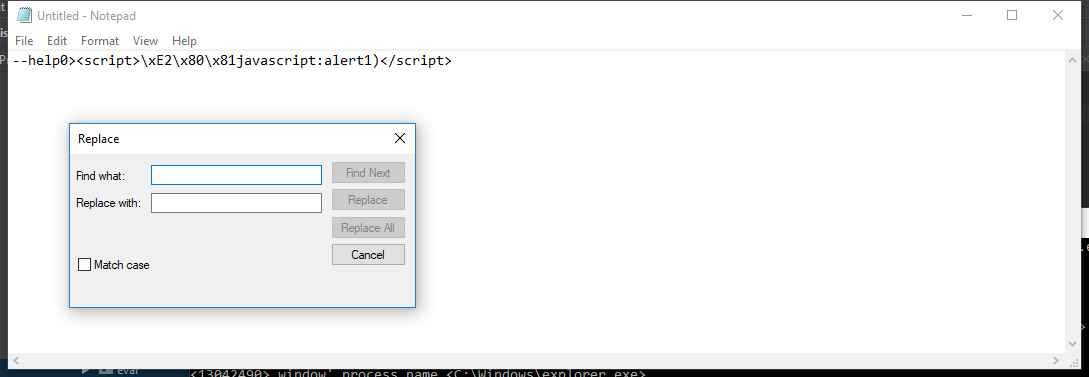 Untitled - Notepad
File Edit Format View Help
--help0><script>\xE2\x80\x81javascript:alert1)</script>
Replace
Find what:
Find Next
Replace with:
Replace
Replace All
Cancel
Match case
eval
<13042490> window' process name <C:\Windows\explorer.exe>